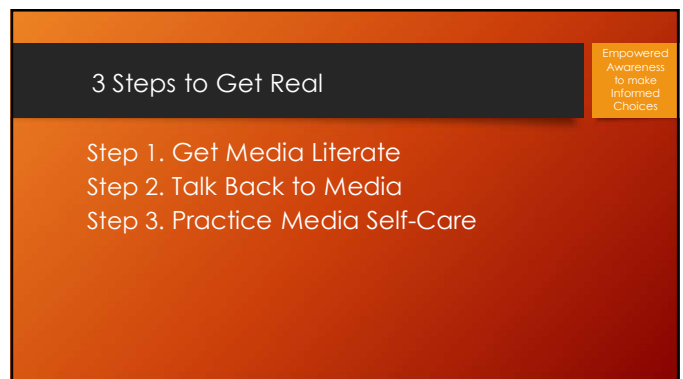 3 Steps to Get Real
Empowered
Awareness
to make
Informed
Choices
Step 1. Get Media Literate
Step 2. Talk Back to Media
Step 3. Practice Media Self-Care